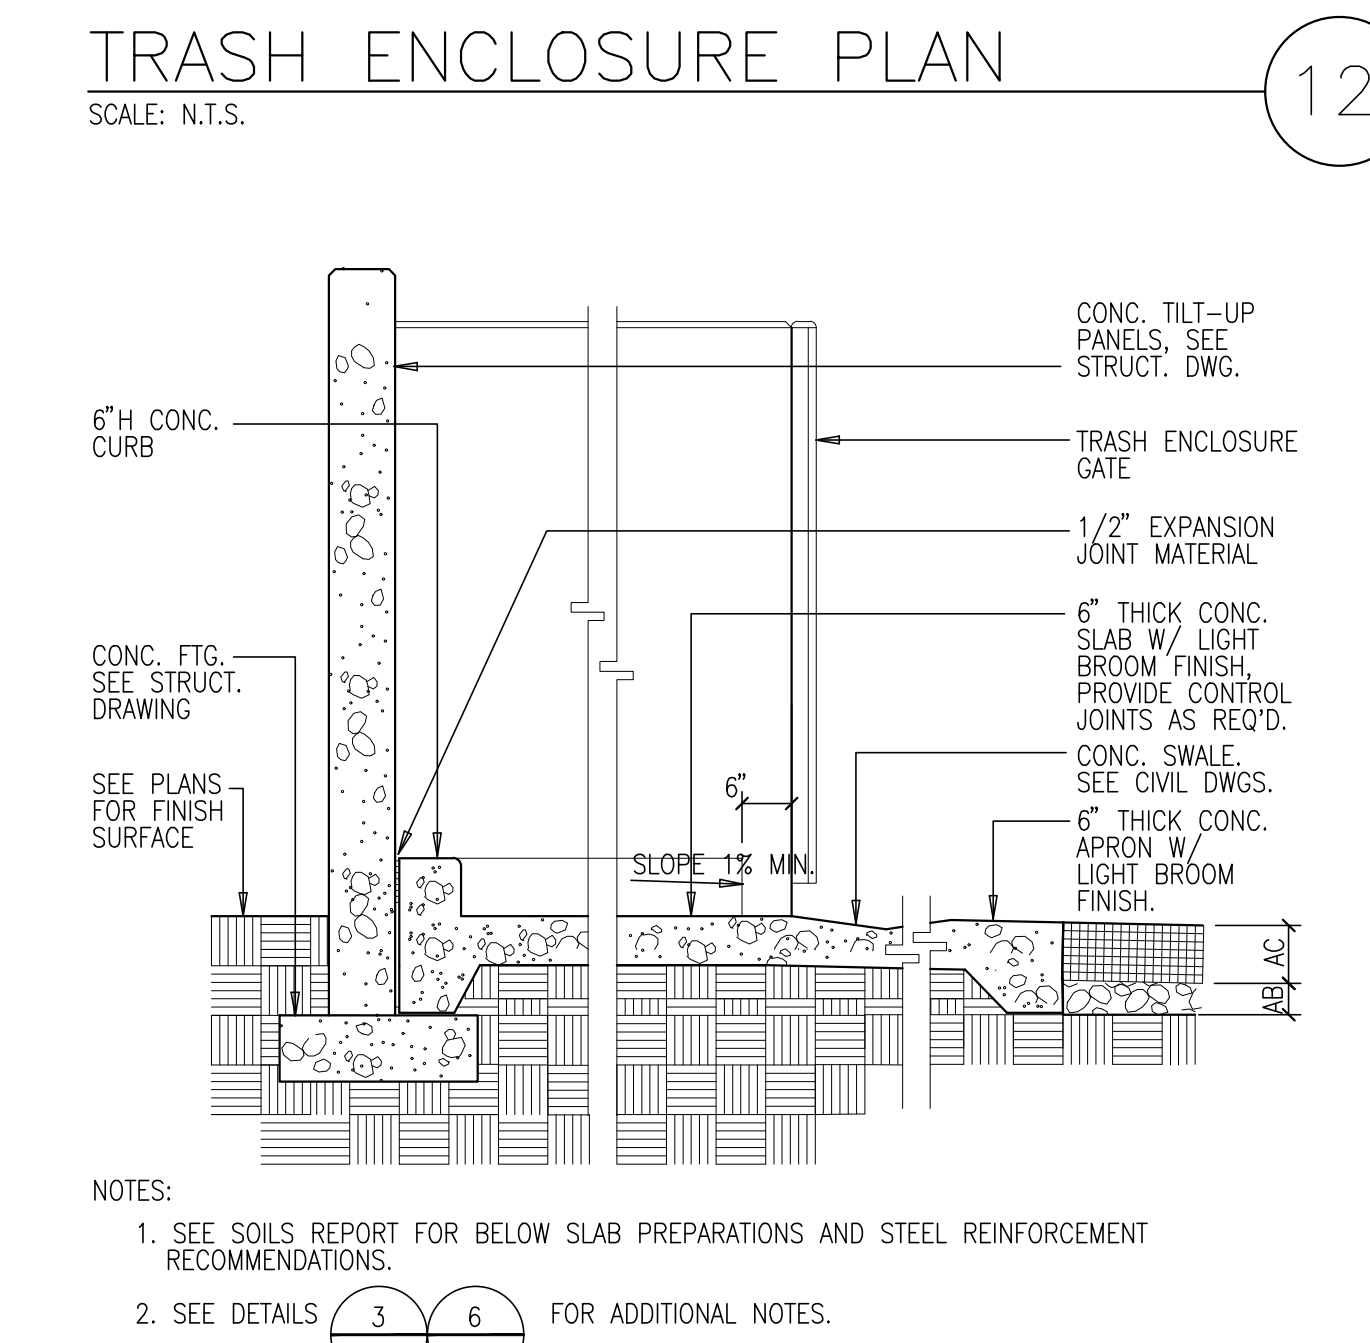 TRASH ENCLOSURE PLAN
12
SCALE: N.T.S.
CONC. TILT-UP
PANELS, SEE
STRUCT. DWG.
6"H CONC.
CURB
TRASH ENCLOSURE
GATE
1/2" EXPANSION
JOINT MATERIAL
6" THICK CONC.
SLAB W/ LIGHT
BROOM FINISH,
PROVIDE CONTROL
JOINTS AS REQ'D.
CONC. FTG.
SEE STRUCT.
DRAWING
CONC. SWALE.
SEE CIVIL DWGS.
SEE PLANS
FOR FINISH
SURFACE
6"
6" THICK CONC.
APRON W/
LIGHT BROOM
FINISH.
SLOPE 1% MIN.
AC
AB
NOTES:
1. SEE SOILS REPORT FOR BELOW SLAB PREPARATIONS AND STEEL REINFORCEMENT
RECOMMENDATIONS.
2. SEE DETAILS 3 6 FOR ADDITIONAL NOTES.